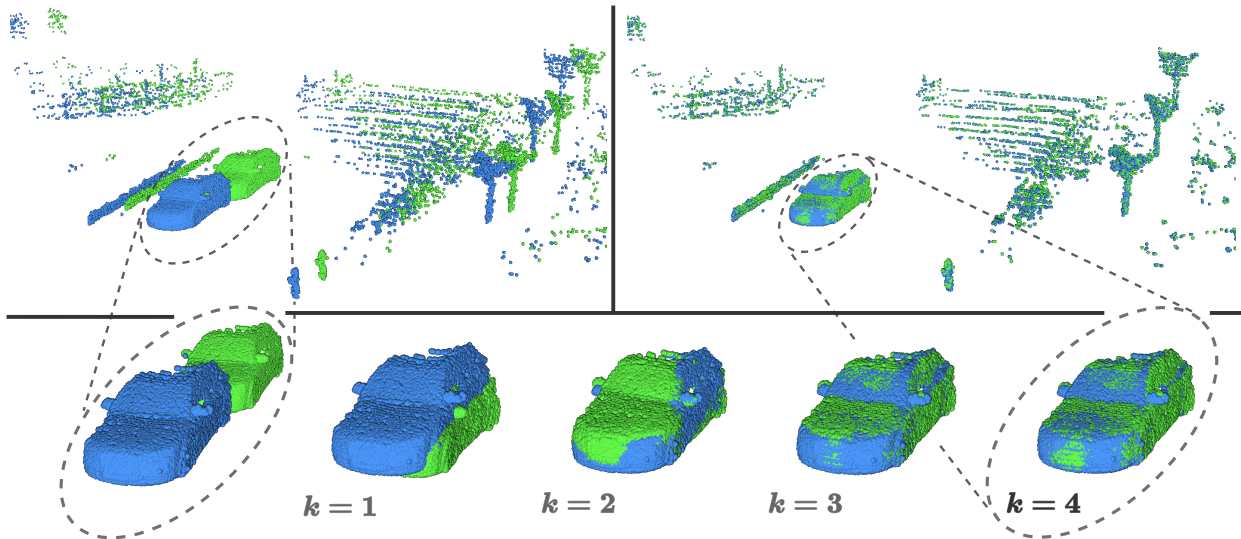 k = 1
k = 2
k = 3
k = 4